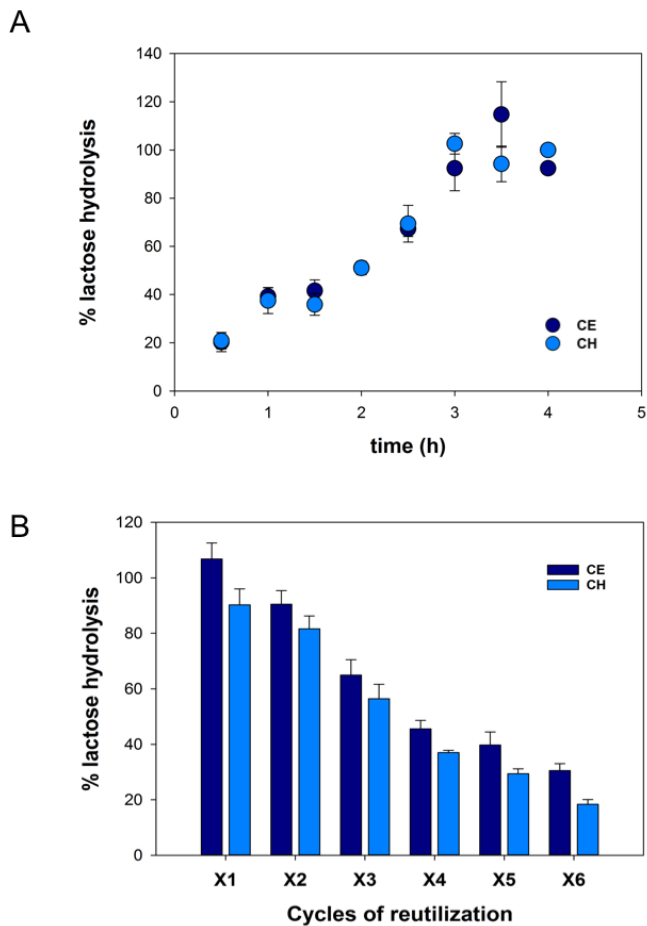 A
140
120
100
80
60
40
20
0
% lactose hydrolysis
CE
CH
0 1 2 3 4 5
time (h)
B
120
100
80
60
40
20
0
% lactose hydrolysis
CE
CH
X1 X2 X3 X4 X5 X6
Cycles of reutilization